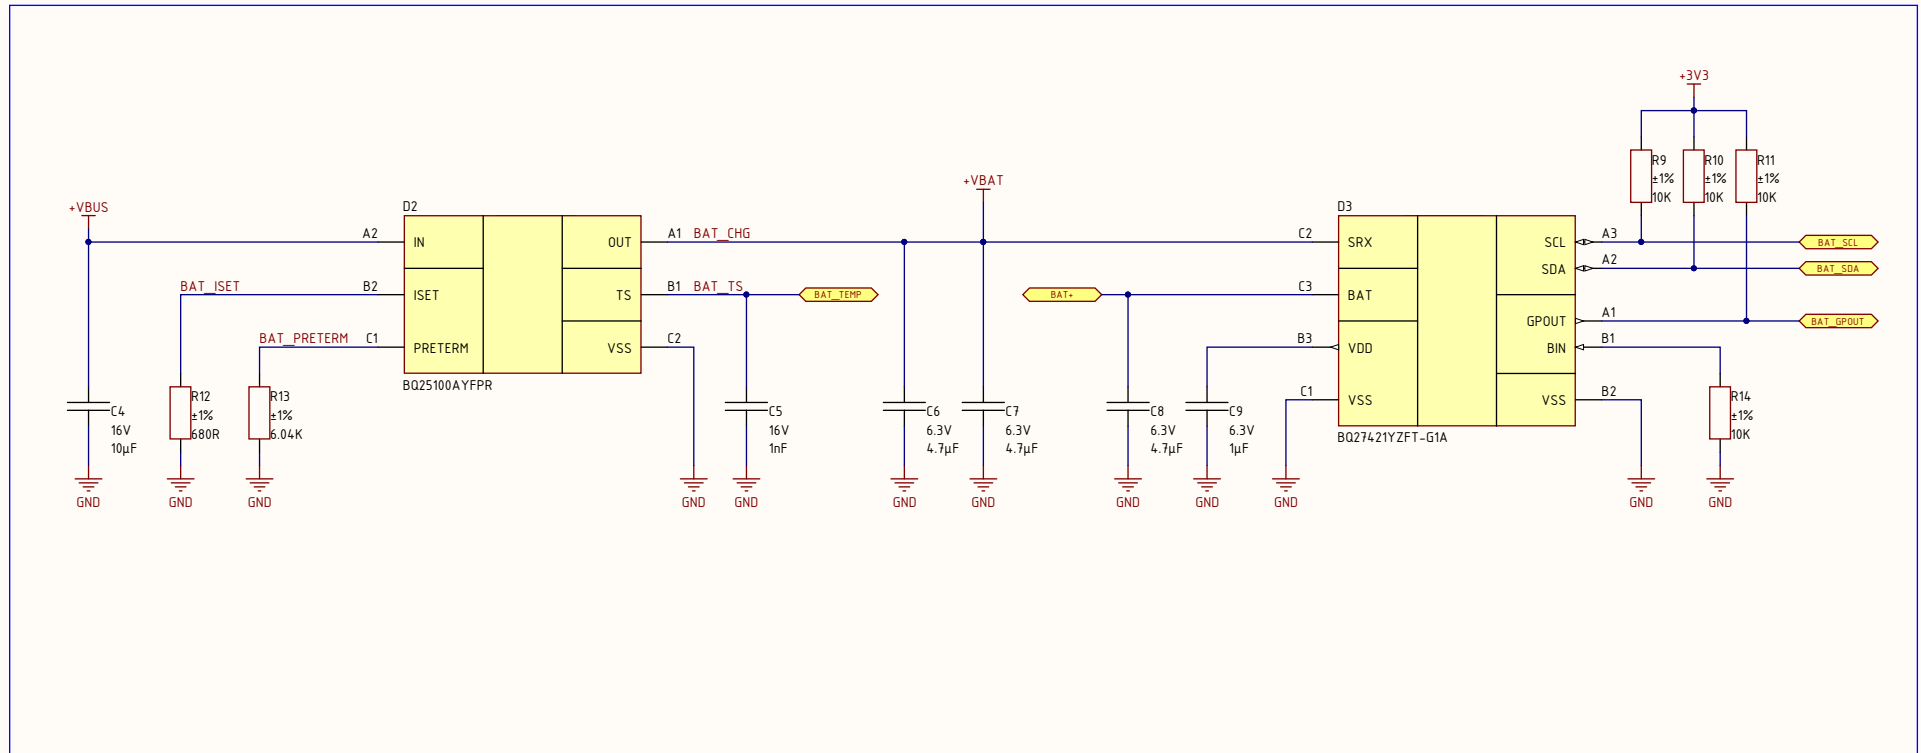 +3V3
R9
±1%
10K
R10
±1%
10K
R11
±1%
10K
+VBUS
D2
+VBAT
D3
A2
IN
OUT
A1
BAT_CHG
C2
SRX
SCL
A3
BAT_SCL
SDA
A2
BAT_SDA
BAT_ISET
B2
ISET
TS
B1
BAT_TS
BAT_TEMP
BAT+
C3
BAT
GPOUT
A1
BAT_GPOUT
BAT_PRETERM
C1
PRETERM
VSS
C2
B3
VDD
BIN
B1
BQ25100AYFPR
C1
VSS
VSS
B2
BQ27421YZFT-G1A
C4
16V
10µF
R12
±1%
680R
R13
±1%
6.04K
C5
16V
1nF
C6
6.3V
4.7µF
C7
6.3V
4.7µF
C8
6.3V
4.7µF
C9
6.3V
1µF
R14
±1%
10K
GND
GND
GND
GND
GND
GND
GND
GND
GND
GND
GND
GND